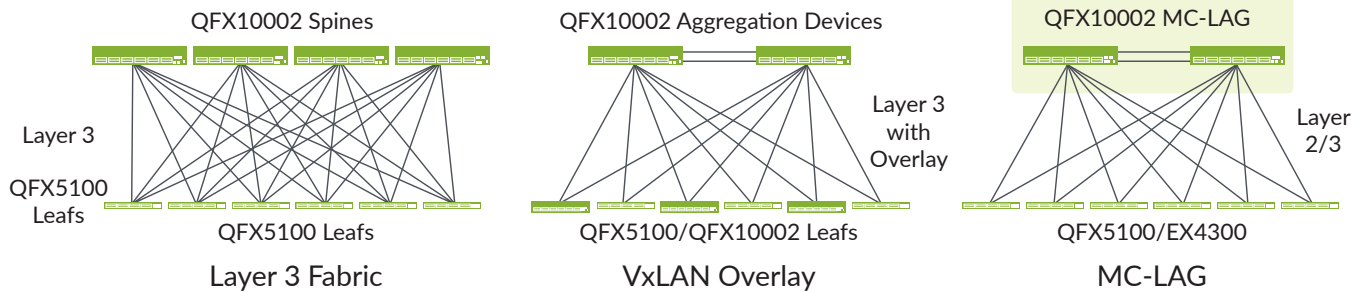 QFX10002 Spines
Layer 3
QFX5100
Leafs
QFX5100 Leafs
Layer 3 Fabric
QFX10002 Aggregation Devices
Layer 3
with
Overlay
QFX5100/QFX10002 Leafs
VxLAN Overlay
QFX10002 MC-LAG
Layer
2/3
QFX5100/EX4300
MC-LAG